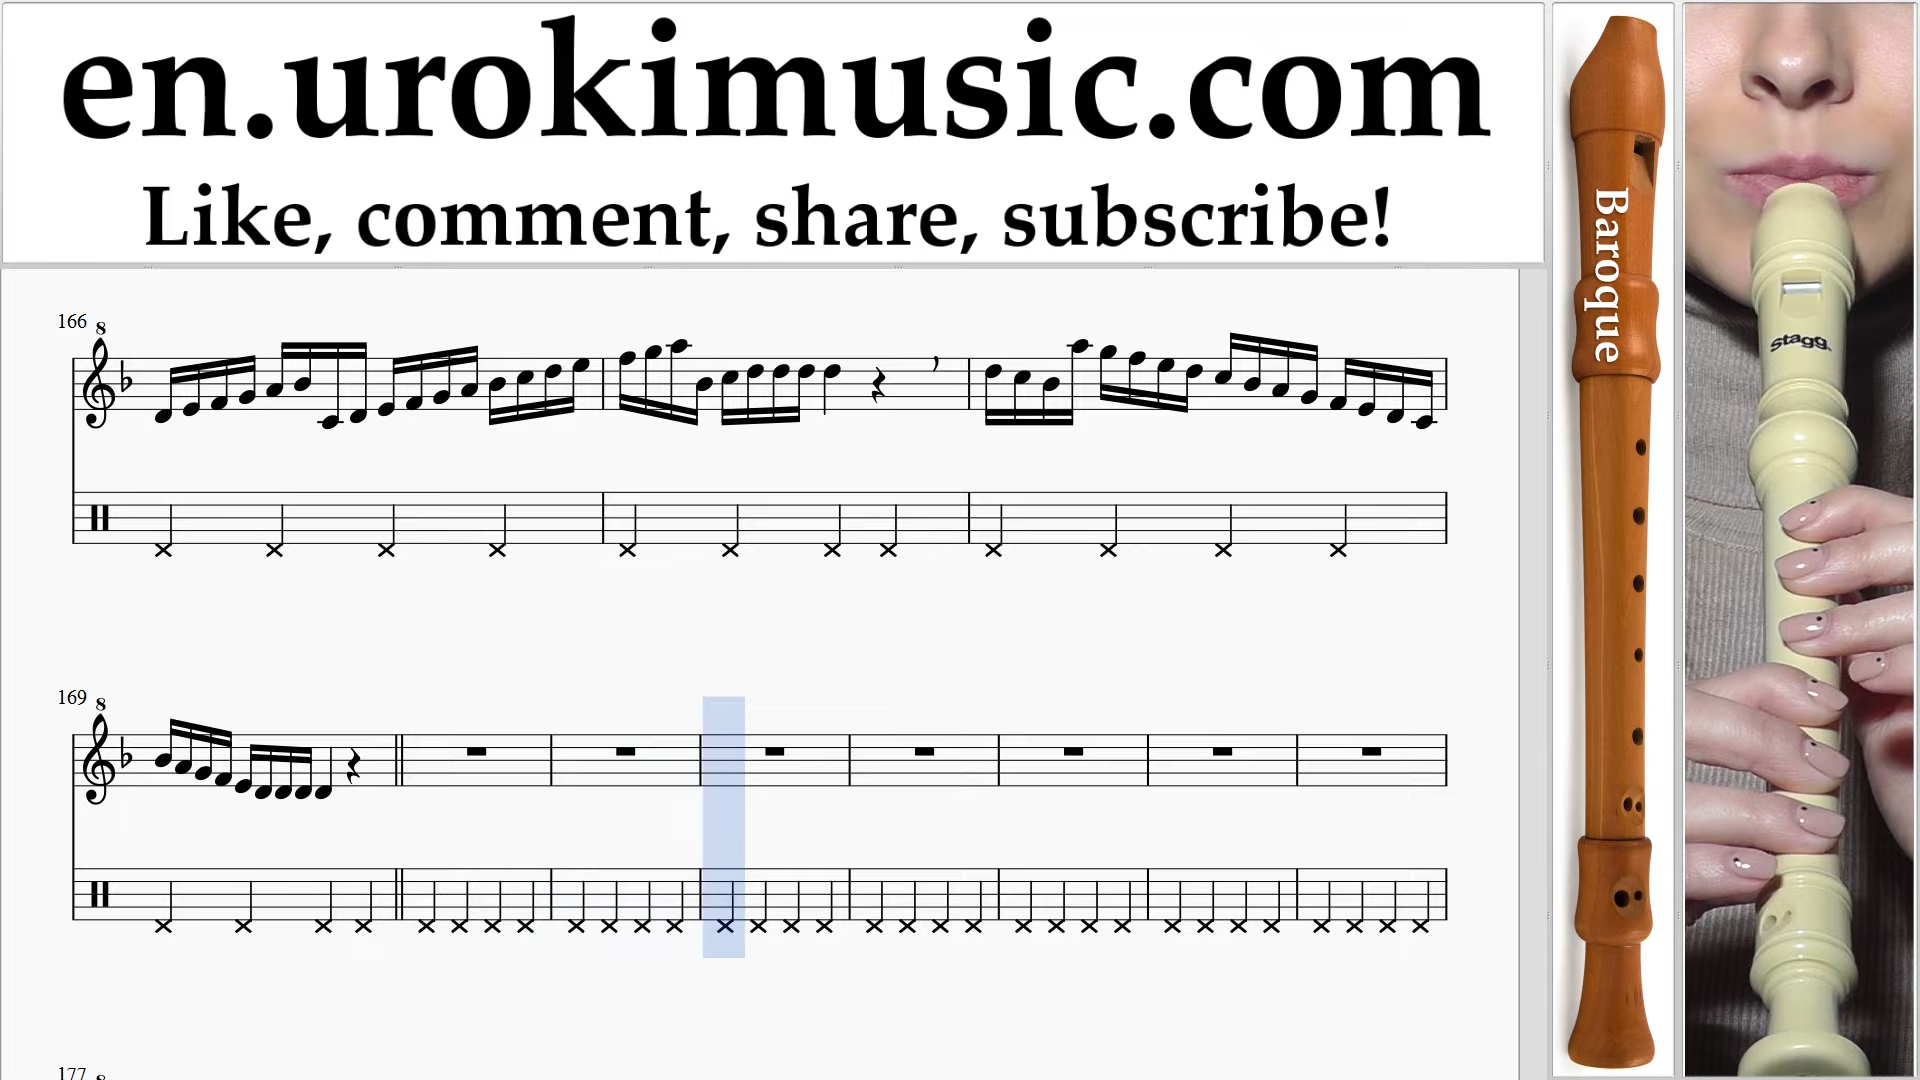 en.urokimusic.com
Like, comment, share, subscribe!
Baroque
Stagg
166
8
169
8
177
8